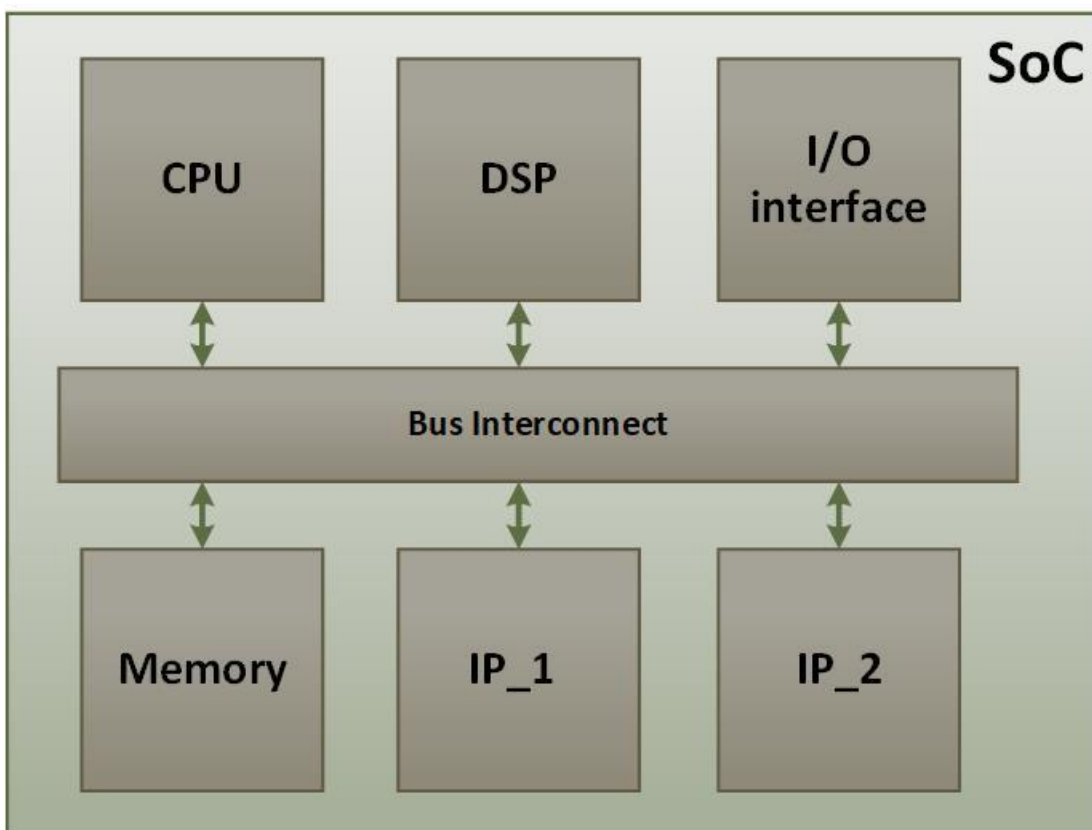 SoC
CPU
DSP
I/O
interface
Bus Interconnect
Memory
IP_1
IP_2